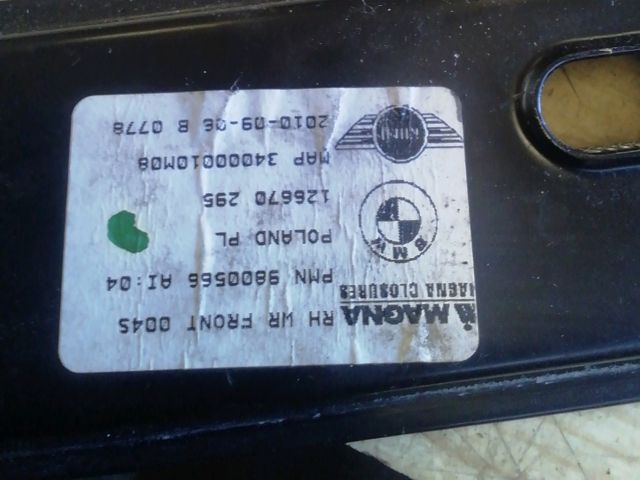 MAGNA
MAGNA CLOSURES
RH WR FRONT D04S
PMN 9800566 AI:04
BMW
POLAND PL
126670 295
MAP 34000010M08
MINI
2010-09-06 B 0778